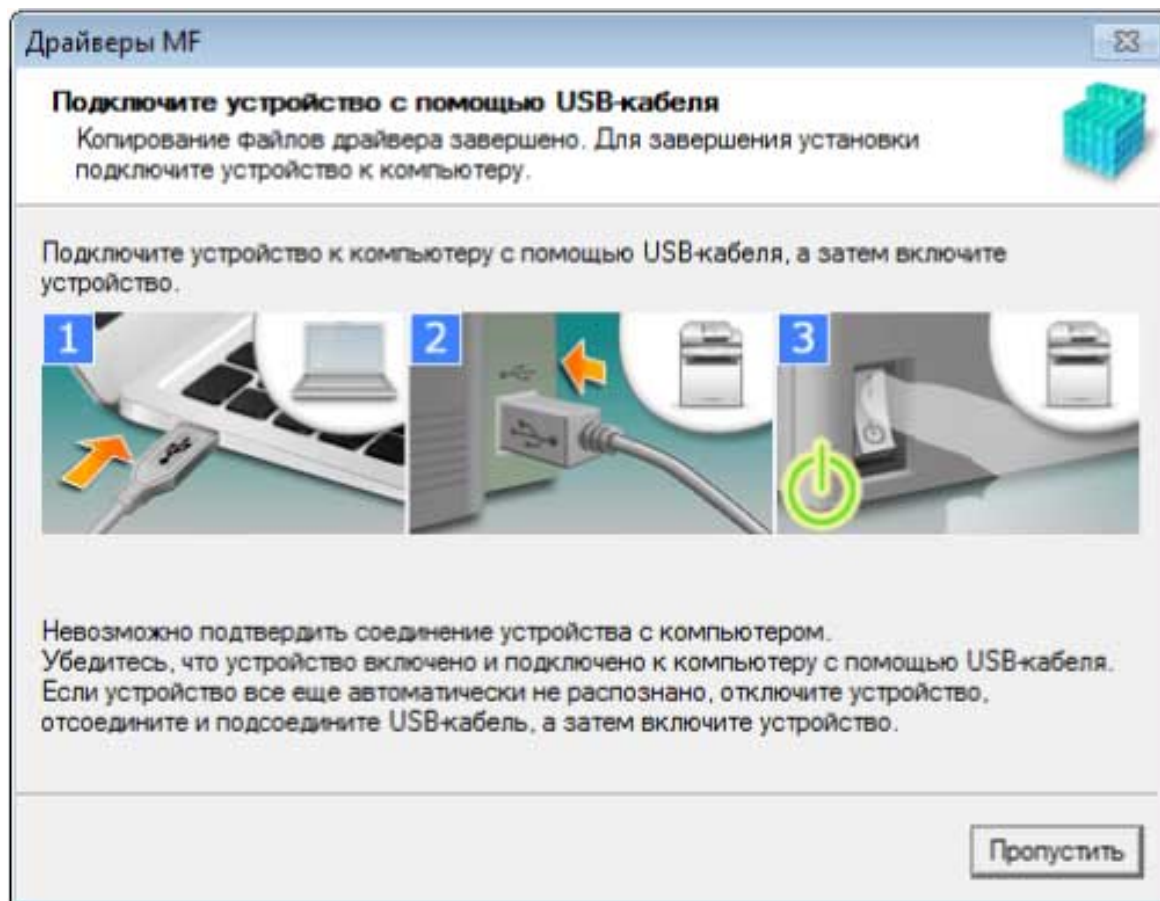 Драйверы MF
Подключите устройство с помощью USB-кабеля
Копирование файлов драйвера завершено. Для завершения установки
подключите устройство к компьютеру.
Подключите устройство к компьютеру с помощью USB-кабеля, а затем включите
устройство.
1
2
3
Невозможно подтвердить соединение устройства с компьютером.
Убедитесь, что устройство включено и подключено к компьютеру с помощью USB-кабеля.
Если устройство все еще автоматически не распознано, отключите устройство,
отсоедините и подсоедините USB-кабель, а затем включите устройство.
Пропустить